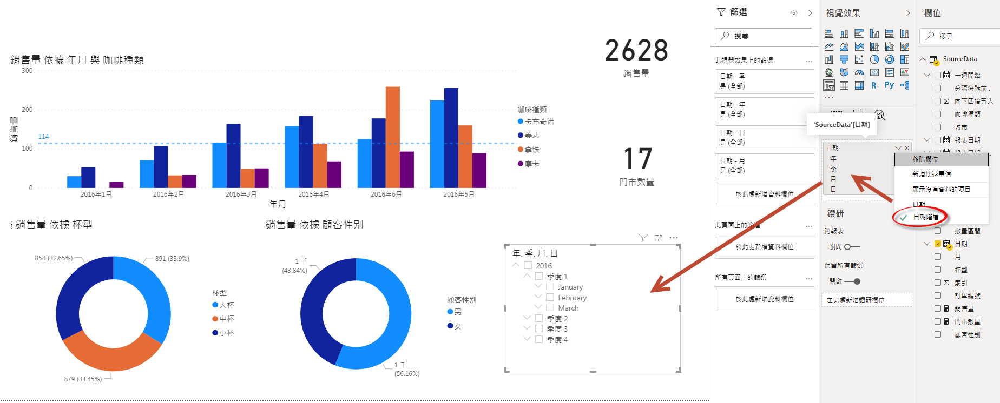 銷售量 依據 年月 與 咖啡種類
300
200
100
0
銷售量
114
2016年1月
2016年2月
2016年3月
2016年4月
2016年6月
2016年5月
年月
咖啡種類
卡布奇诺
美式
拿铁
摩卡
2628
銷售量
17
門市數量
銷售量 依據 杯型
858 (32.65%)
891 (33.9%)
879 (33.45%)
杯型
大杯
中杯
小杯
銷售量 依據 顧客性別
1 千
(43.84%)
1 千
(56.16%)
顧客性別
男
女
年, 季, 月, 日
2016
季度 1
January
February
March
季度 2
季度 3
季度 4
篩選
搜尋
此視覺效果上的篩選
日期 - 季
是 (全部)
日期 - 年
是 (全部)
日期 - 日
是 (全部)
日期 - 月
是 (全部)
於此處新增資料欄位
此頁面上的篩選
於此處新增資料欄位
所有頁面上的篩選
於此處新增資料欄位
視覺效果
123
R
Py
'SourceData'[日期]
日期
年
季
月
日
移除欄位
新增快速量值
顯示沒有資料的項目
日期
日期階層
鑽研
跨報表
關閉
保留所有篩選
開啟
在此處新增鑽研欄位
欄位
搜尋
SourceData
一週開始
分隔符號前...
向下四捨五入
咖啡種類
城市
報表日期
數量區間
日期
月
杯型
索引
訂單編號
銷售量
門市數量
顧客性別